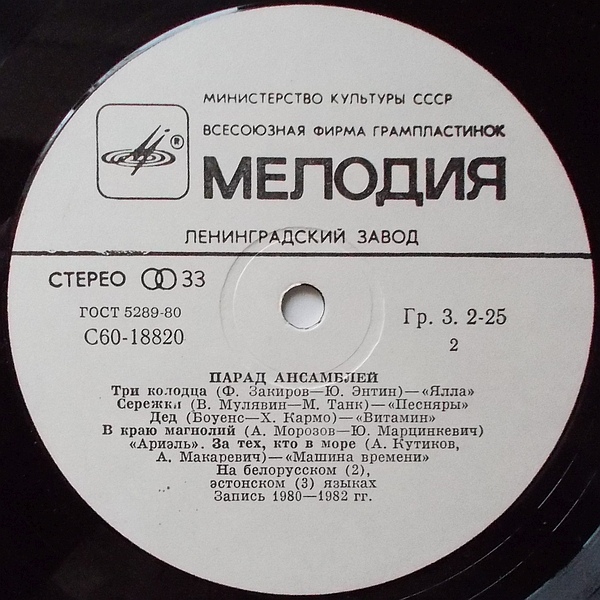 МИНИСТЕРСТВО КУЛЬТУРЫ СССР
ВСЕСОЮЗНАЯ ФИРМА ГРАМПЛАСТИНОК
®
МЕЛОДИЯ
ЛЕНИНГРАДСКИЙ ЗАВОД
СТЕРЕО 33
ГОСТ 5289-80
С60-18820
Гр. 3. 2-25
2
ПАРАД АНСАМБЛЕЙ
Три колодца (Ф. Закиров—Ю. Энтин)—«Ялла»
Сережки (В. Мулявин—М. Танк)—«Песняры»
Дед (Боуенс—Х. Кармо)—«Витамин»
В краю магнолий (А. Морозов—Ю. Марцинкевич)
«Ариэль». За тех, кто в море (А. Кутиков,
А. Макаревич)—«Машина времени»
На белорусском (2),
эстонском (3) языках
Запись 1980—1982 гг.